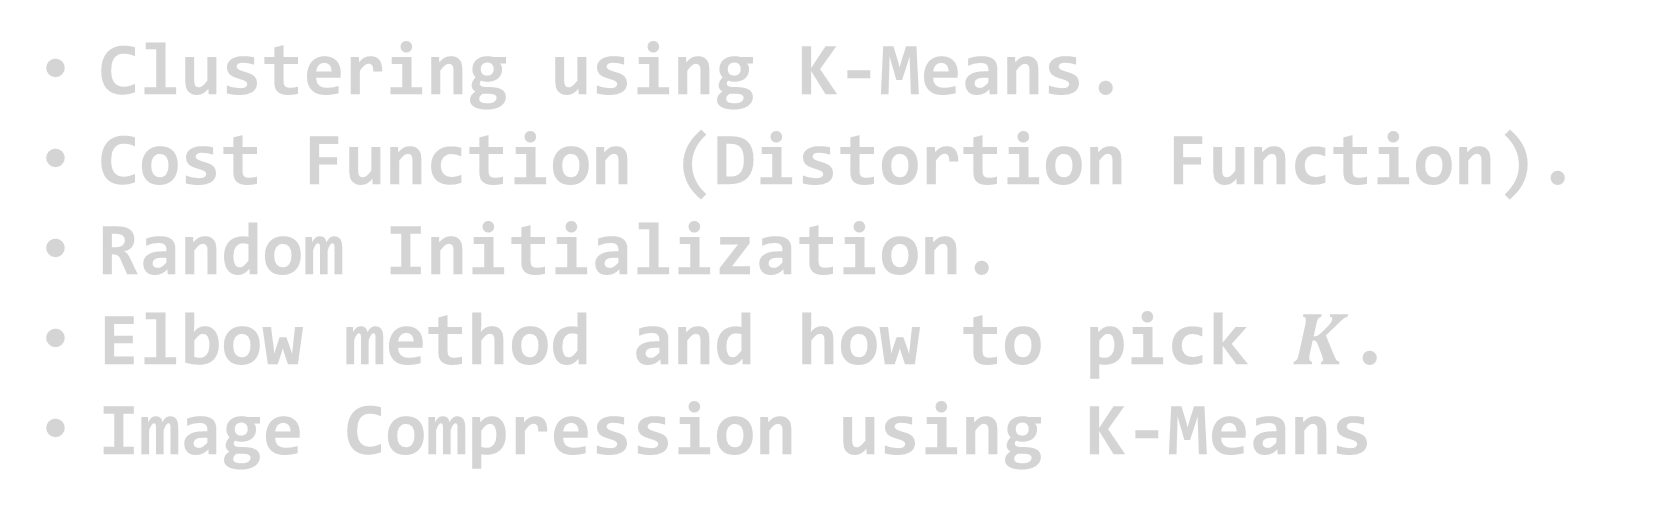 • Clustering using K-Means.
• Cost Function (Distortion Function).
• Random Initialization.
• Elbow method and how to pick K.
• Image Compression using K-Means